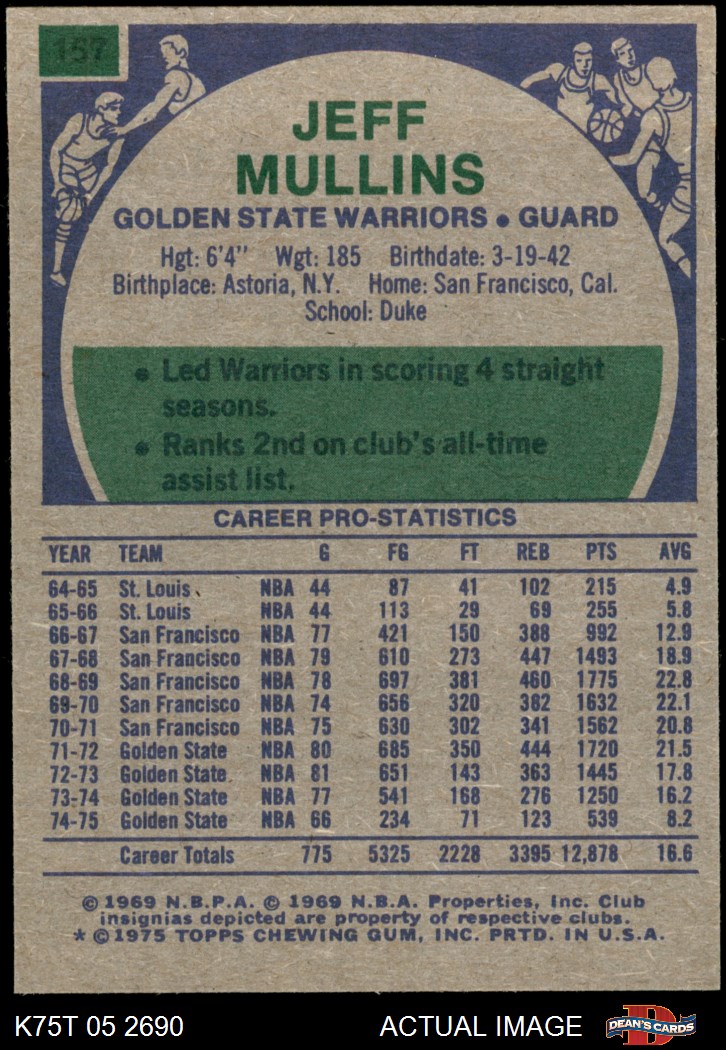 157
JEFF
MULLINS
GOLDEN STATE WARRIORS • GUARD
Hgt: 6'4'' Wgt: 185 Birthdate: 3-19-42
Birthplace: Astoria, N.Y. Home: San Francisco, Cal.
School: Duke
• Led Warriors in scoring 4 straight
seasons.
• Ranks 2nd on club's all-time
assist list.
CAREER PRO-STATISTICS
YEAR TEAM G FG FT REB PTS AVG
64-65 St. Louis NBA 44 87 41 102 215 4.9
65-66 St. Louis NBA 44 113 29 69 255 5.8
66-67 San Francisco NBA 77 421 150 388 992 12.9
67-68 San Francisco NBA 79 610 273 447 1493 18.9
68-69 San Francisco NBA 78 697 381 460 1775 22.8
69-70 San Francisco NBA 74 656 320 382 1632 22.1
70-71 San Francisco NBA 75 630 302 341 1562 20.8
71-72 Golden State NBA 80 685 350 444 1720 21.5
72-73 Golden State NBA 81 651 143 363 1445 17.8
73-74 Golden State NBA 77 541 168 276 1250 16.2
74-75 Golden State NBA 66 234 71 123 539 8.2
Career Totals 775 5325 2228 3395 12,878 16.6
© 1969 N.B.P.A. © 1969 N.B.A. Properties, Inc. Club
insignias depicted are property of respective clubs.
* © 1975 TOPPS CHEWING GUM, INC. PRTD. IN U.S.A.
K75T 05 2690 ACTUAL IMAGE D DEAN'S CARDS